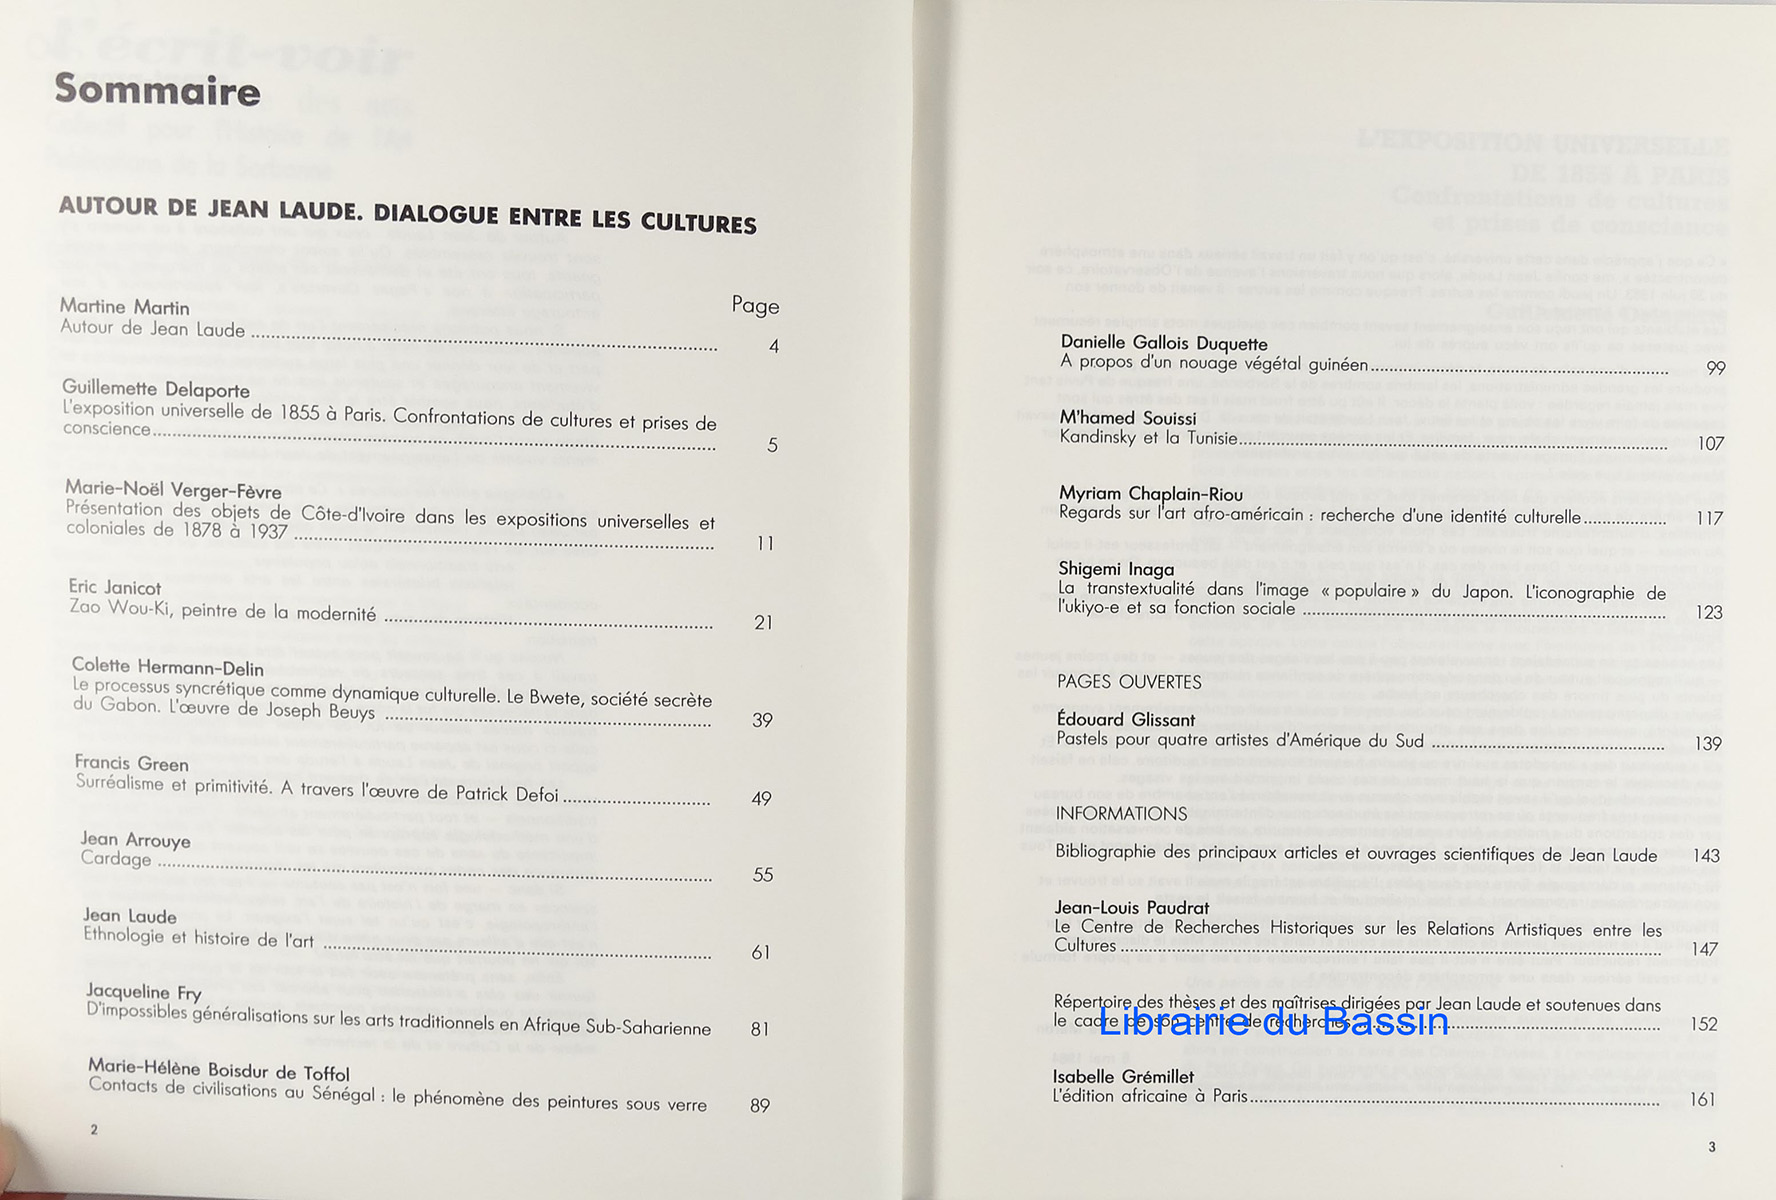 Sommaire
AUTOUR DE JEAN LAUDE. DIALOGUE ENTRE LES CULTURES
Page
Martine Martin
Autour de Jean Laude 4
Guillemette Delaporte
L'exposition universelle de 1855 à Paris. Confrontations de cultures et prises de
conscience 5
Marie-Noël Verger-Fèvre
Présentation des objets de Côte-d'Ivoire dans les expositions universelles et
coloniales de 1878 à 1937 11
Eric Janicot
Zao Wou-Ki, peintre de la modernité 21
Colette Hermann-Delin
Le processus syncrétique comme dynamique culturelle. Le Bwete, société secrète
du Gabon. L'œuvre de Joseph Beuys 39
Francis Green
Surréalisme et primitivité. A travers l'œuvre de Patrick Defoi 49
Jean Arrouye
Cardage 55
Jean Laude
Ethnologie et histoire de l'art 61
Jacqueline Fry
D'impossibles généralisations sur les arts traditionnels en Afrique Sub-Saharienne 81
Marie-Hélène Boisdur de Toffol
Contacts de civilisations au Sénégal : le phénomène des peintures sous verre 89
2
Danielle Gallois Duquette
A propos d'un nouage végétal guinéen 99
M'hamed Souissi
Kandinsky et la Tunisie 107
Myriam Chaplain-Riou
Regards sur l'art afro-américain : recherche d'une identité culturelle 117
Shigemi Inaga
La transtextualité dans l'image « populaire » du Japon. L'iconographie de
l'ukiyo-e et sa fonction sociale 123
PAGES OUVERTES
Édouard Glissant
Pastels pour quatre artistes d'Amérique du Sud 139
INFORMATIONS
Bibliographie des principaux articles et ouvrages scientifiques de Jean Laude 143
Jean-Louis Paudrat
Le Centre de Recherches Historiques sur les Relations Artistiques entre les
Cultures 147
Répertoire des thèses et des maîtrises dirigées par Jean Laude et soutenues dans
le cadre de son centre de recherches 152
Librairie du Bassin
Isabelle Grémillet
L'édition africaine à Paris 161
3